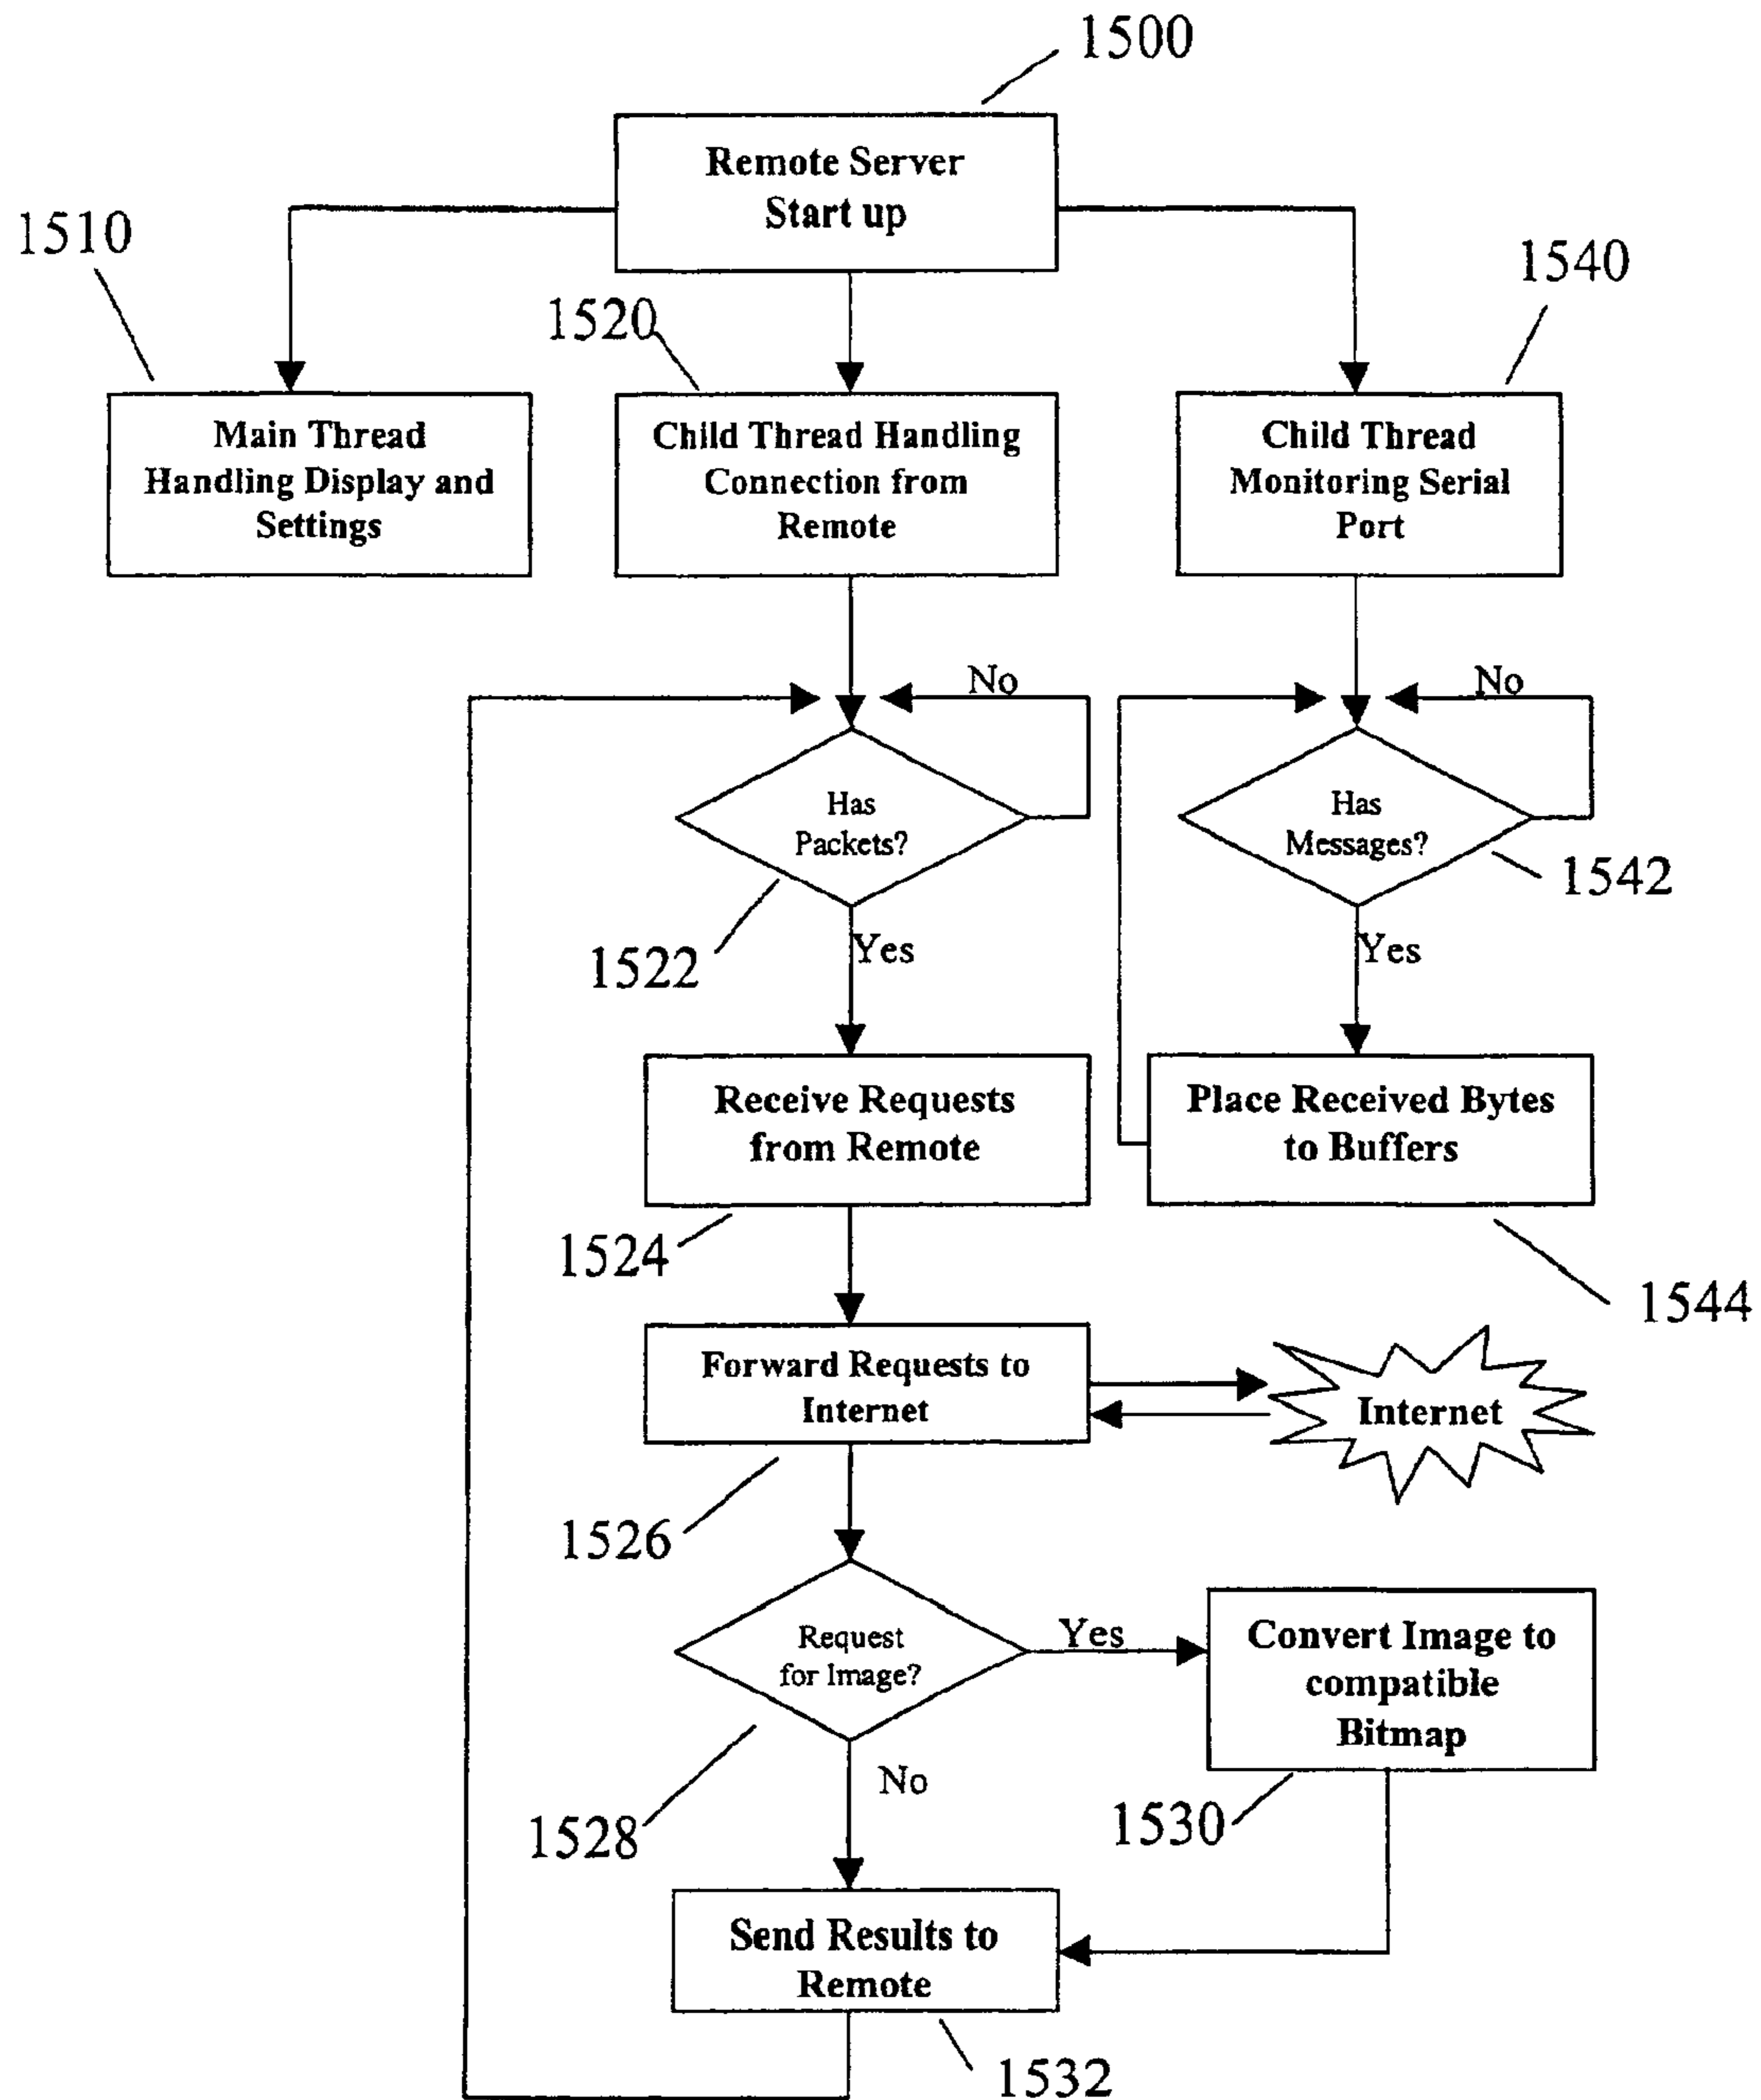 1500
Remote Server
Start up
1510
1520
1540
Main Thread
Handling Display and
Settings
Child Thread Handling
Connection from
Remote
Child Thread
Monitoring Serial
Port
No
No
Has
Packets?
Has
Messages?
1522
1542
Yes
Yes
Receive Requests
from Remote
Place Received Bytes
to Buffers
1524
1544
Forward Requests to
Internet
Internet
1526
Request
for Image?
Yes
Convert Image to
compatible
Bitmap
No
1528
1530
Send Results to
Remote
1532